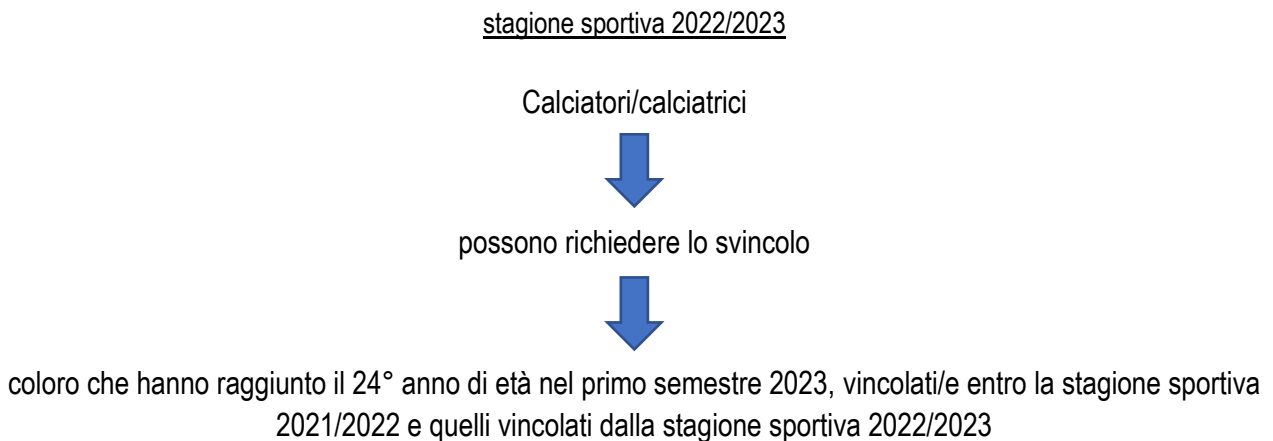 stagione sportiva 2022/2023
Calciatori/calciatrici
possono richiedere lo svincolo
coloro che hanno raggiunto il 24° anno di età nel primo semestre 2023, vincolati/e entro la stagione sportiva
2021/2022 e quelli vincolati dalla stagione sportiva 2022/2023